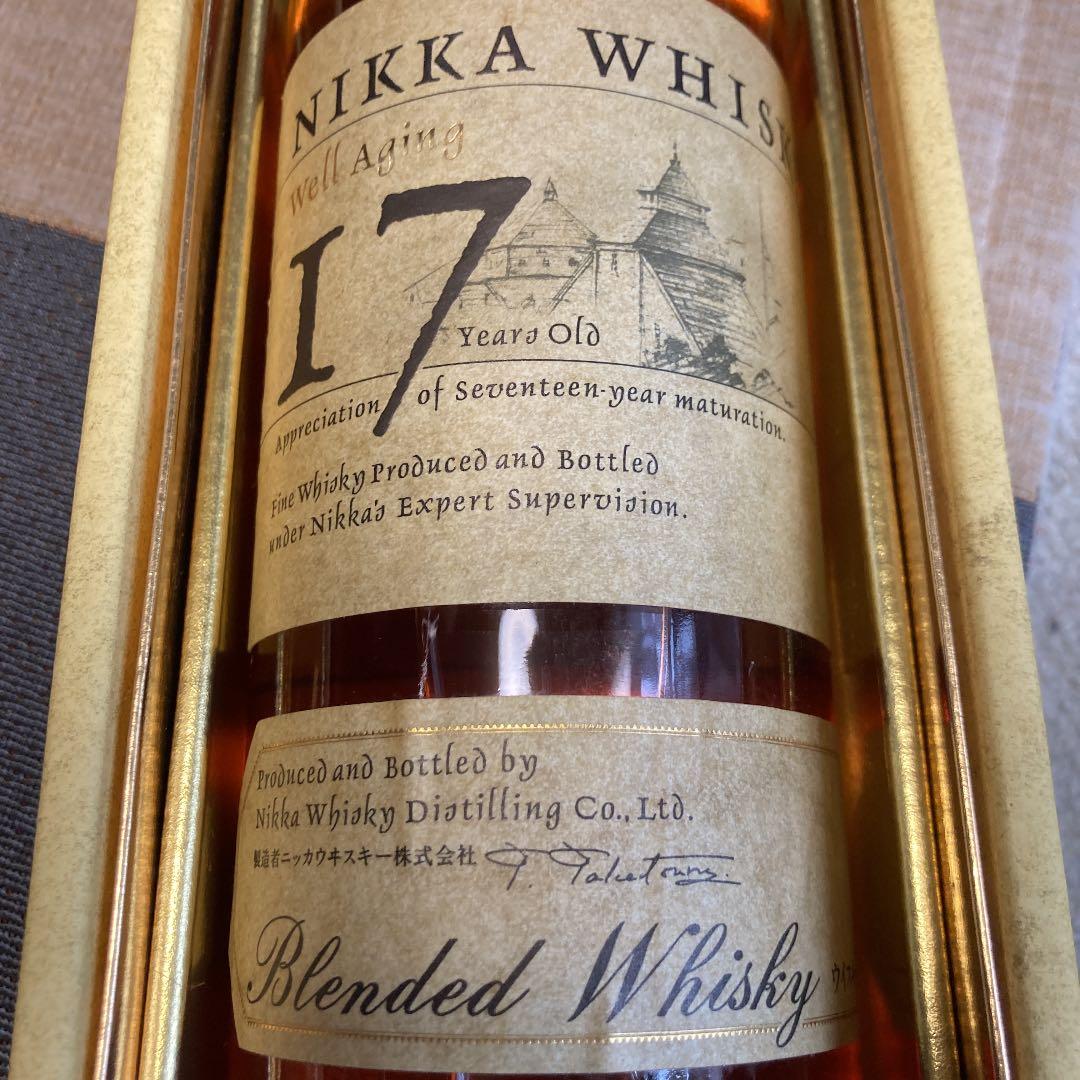 NIKKA WHISK
Well Aging
17
Years Old
Appreciation of Seventeen-year maturation.
Fine Whisky Produced and Bottled
under Nikka's Expert Supervision.
Produced and Bottled by
Nikka Whisky Distilling Co., Ltd.
製造者ニッカウヰスキー株式会社
Blended Whisky